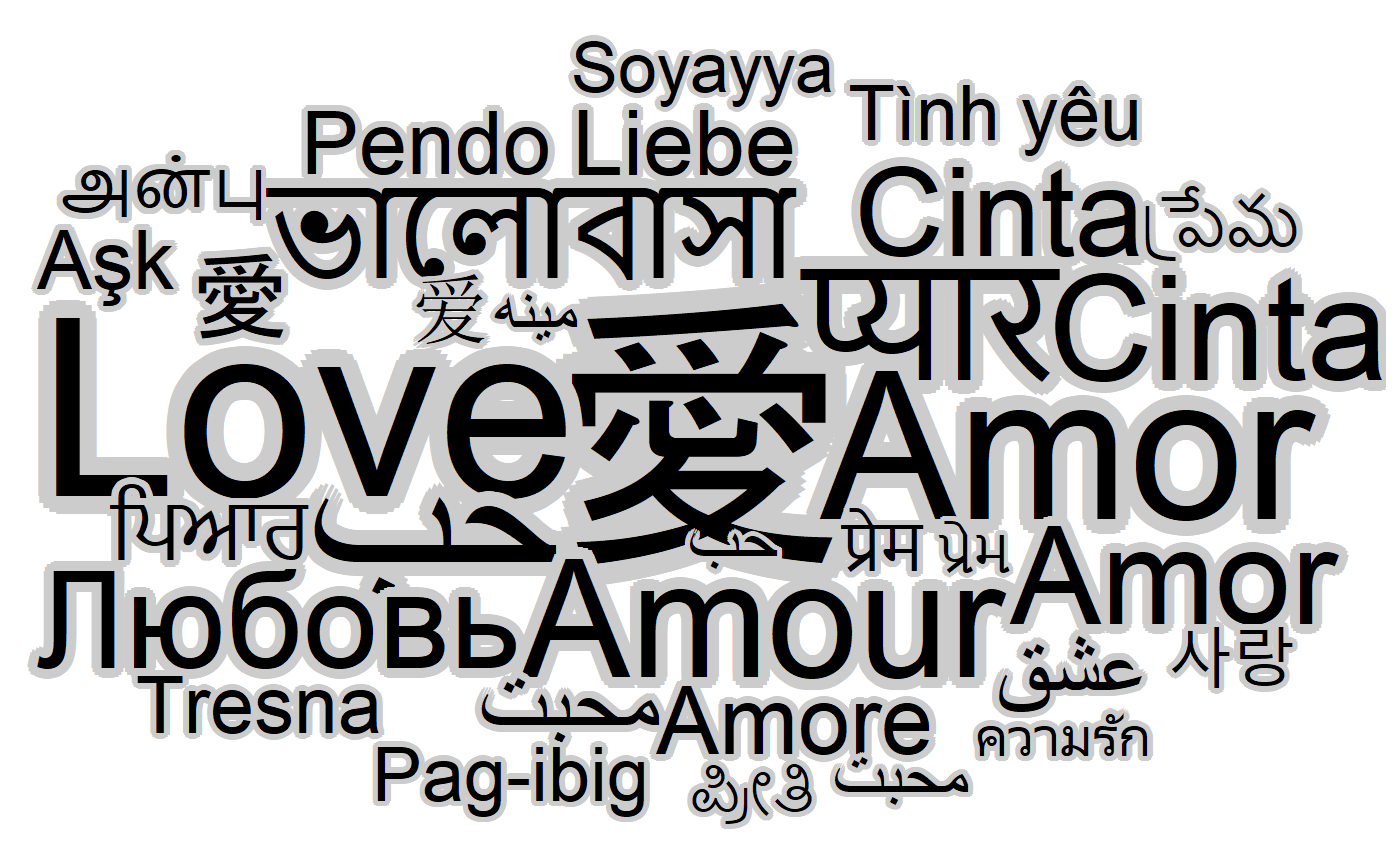 Soyayya
Tình yêu
Pendo Liebe
அன்பு
ভালোবাসা
Cinta
ప్రేమ
Aşk
愛
爱
مينه
प्यार
Cinta
Love
愛
Amor
ਪਿਆਰ
حب
حب
प्रेम
પ્રેમ
Amor
Любовь
Amour
عشق
사랑
Tresna
محبت
Amore
ความรัก
Pag-ibig
ಪ್ರೀತಿ
محبت